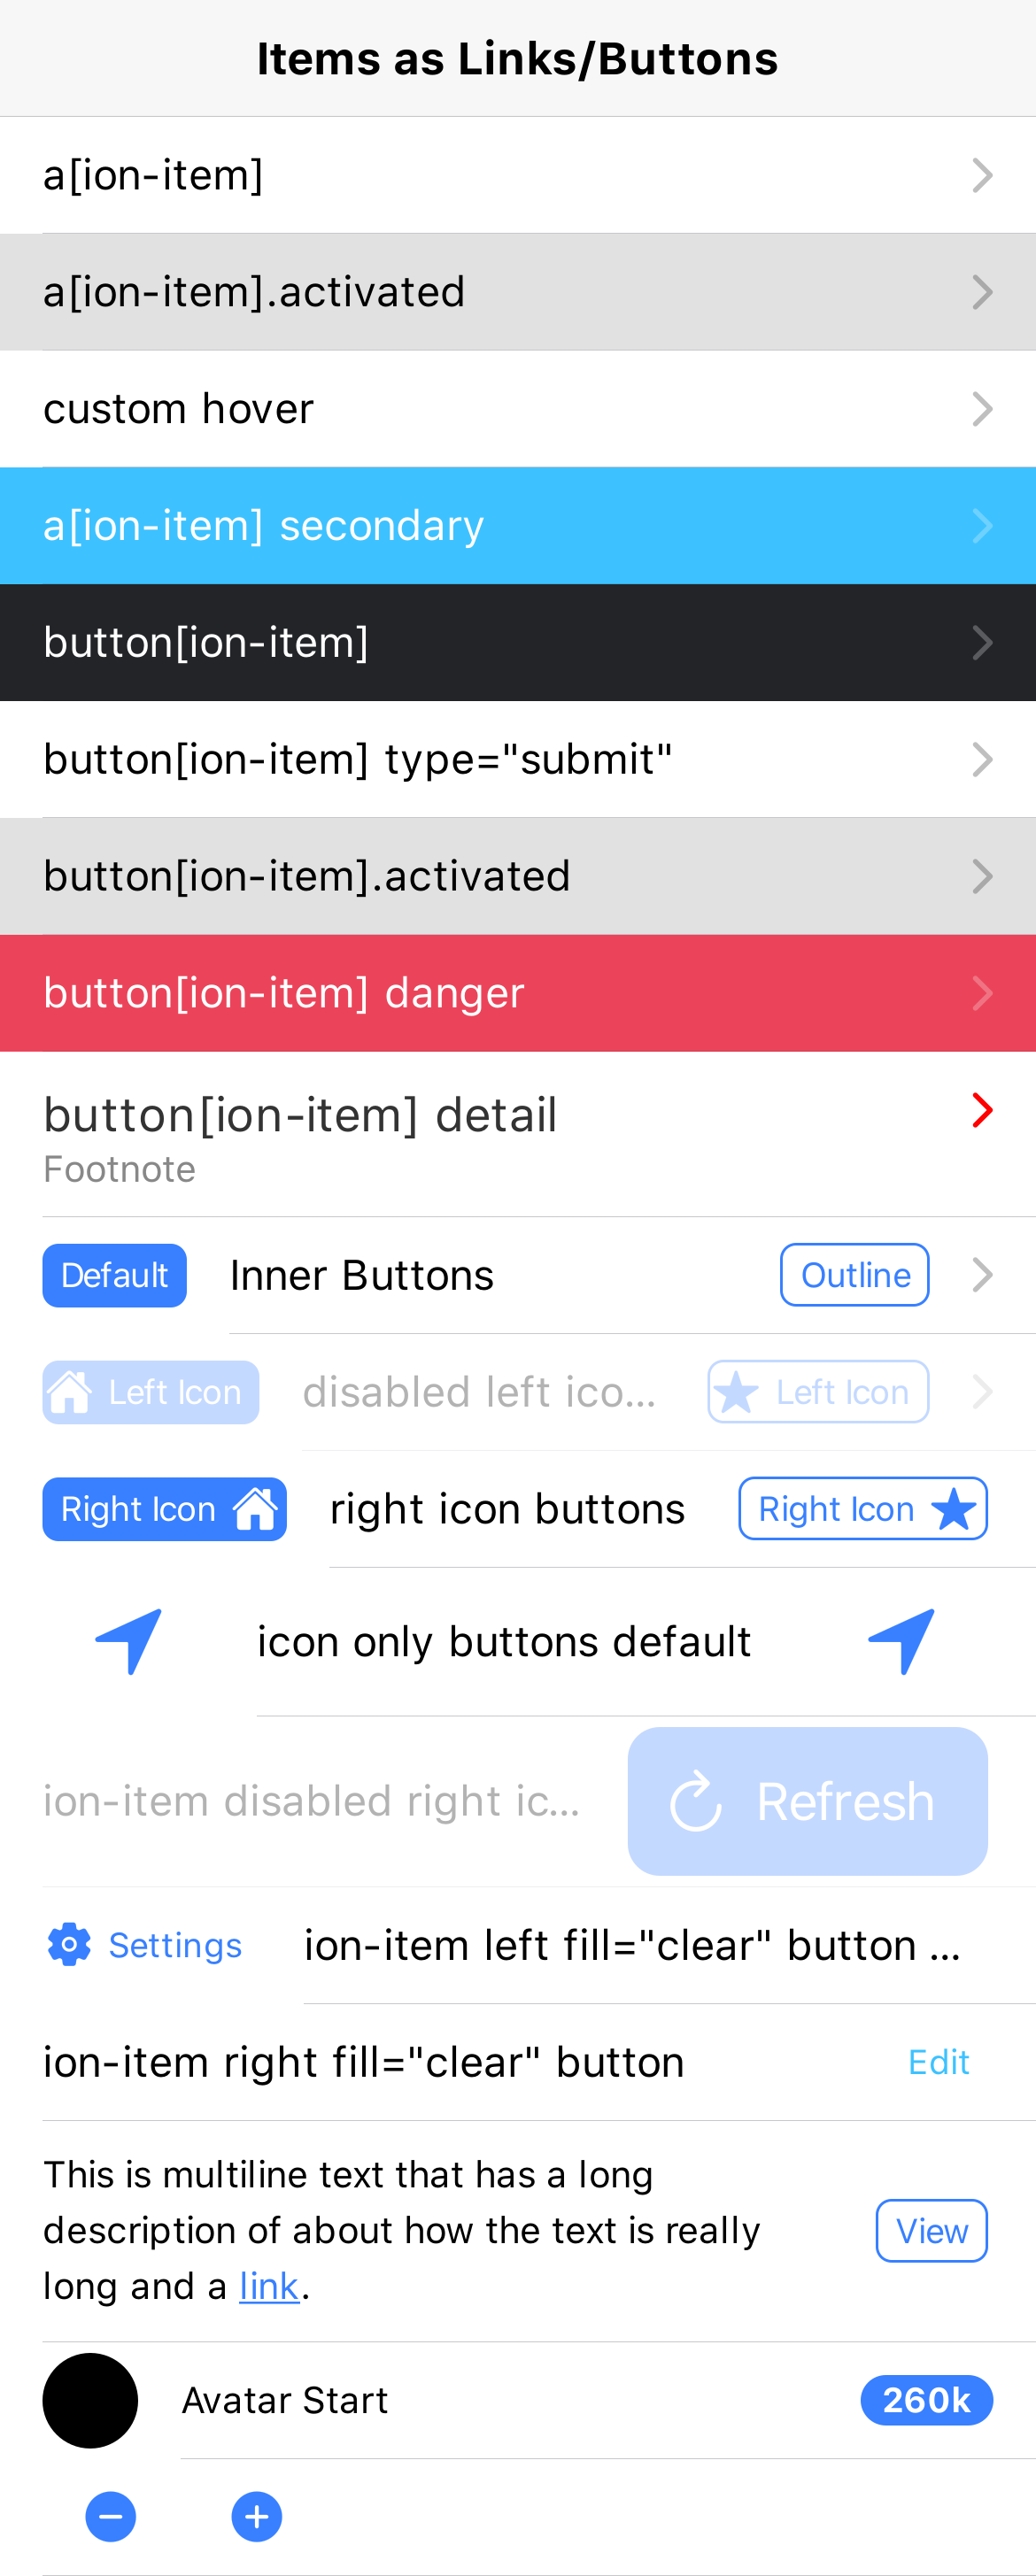 Items as Links/Buttons
a[ion-item]
a[ion-item].activated
custom hover
a[ion-item] secondary
button[ion-item]
button[ion-item] type="submit"
button[ion-item].activated
button[ion-item] danger
button[ion-item] detail
Footnote
Default Inner Buttons Outline
Left Icon disabled left ico... Left Icon
Right Icon right icon buttons Right Icon
icon only buttons default
ion-item disabled right ic... Refresh
Settings ion-item left fill="clear" button ...
ion-item right fill="clear" button Edit
This is multiline text that has a long
description of about how the text is really
long and a link.
View
Avatar Start 260k